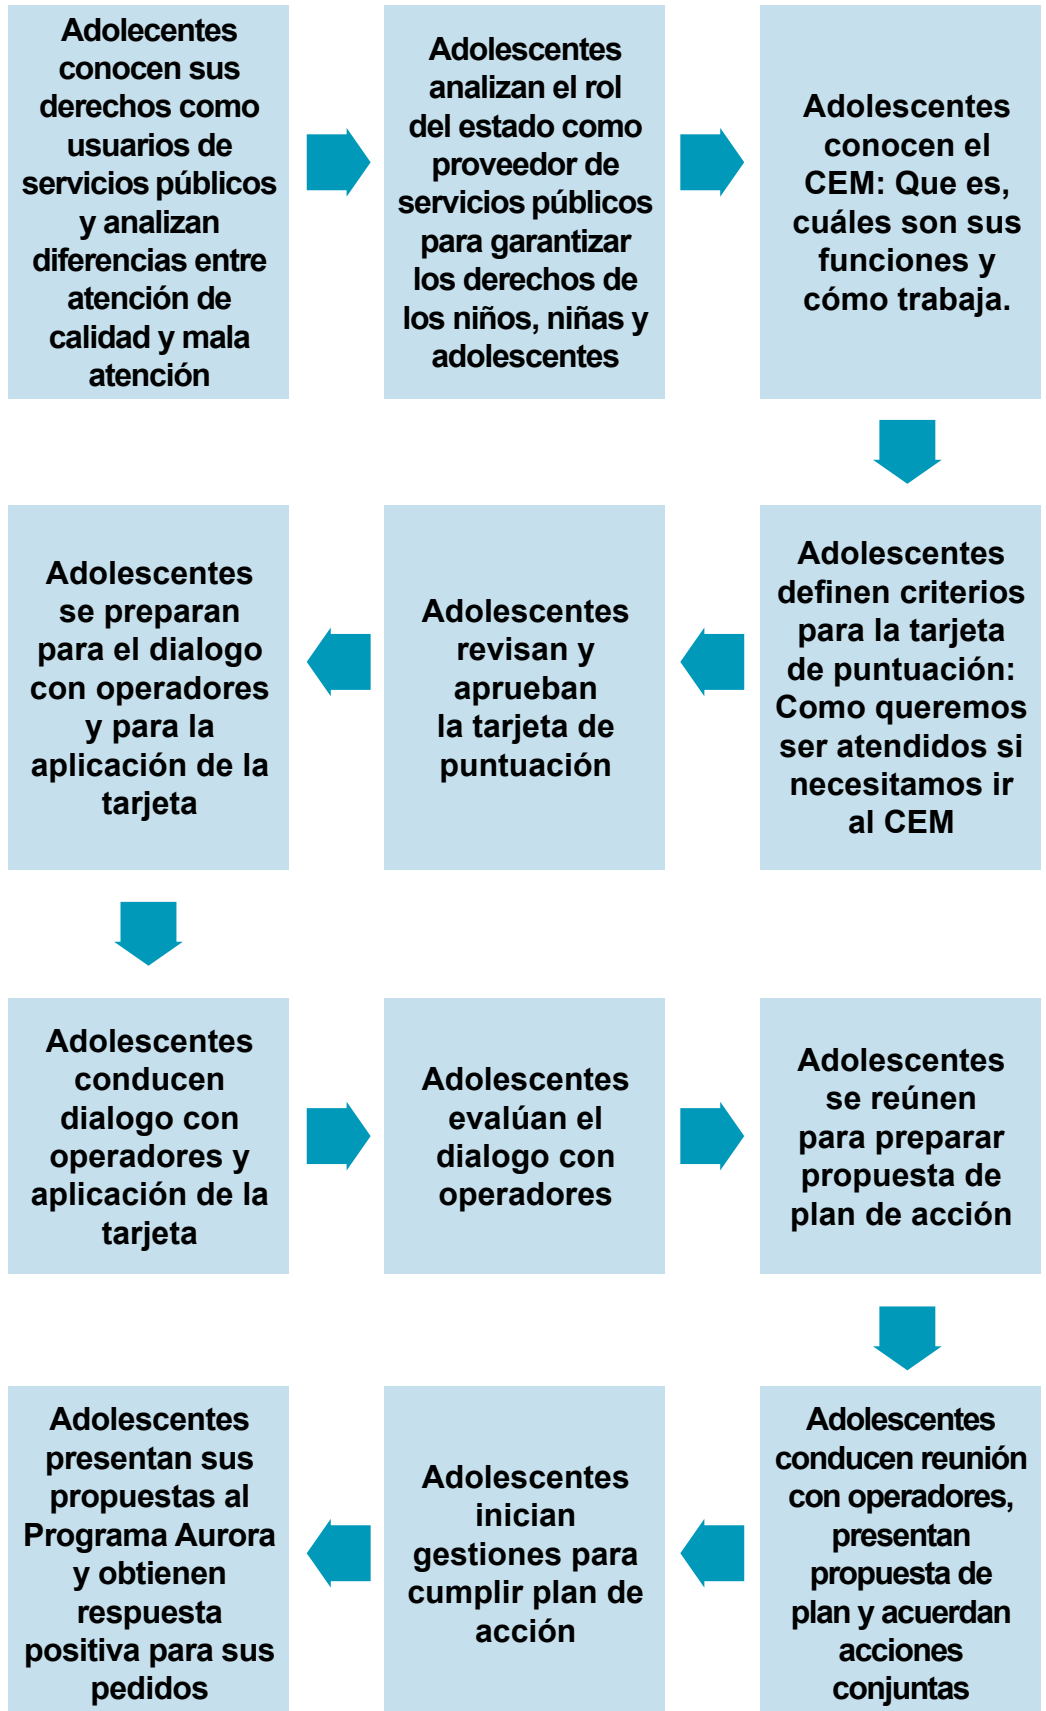 Adolecentes
conocen sus
derechos como
usuarios de
servicios públicos
y analizan
diferencias entre
atención de
calidad y mala
atención
Adolescentes
analizan el rol
del estado como
proveedor de
servicios públicos
para garantizar
los derechos de
los niños, niñas y
adolescentes
Adolescentes
conocen el
CEM: Que es,
cuáles son sus
funciones y
cómo trabaja.
Adolescentes
definen criterios
para la tarjeta
de puntuación:
Como queremos
ser atendidos si
necesitamos ir
al CEM
Adolescentes
revisan y
aprueban
la tarjeta de
puntuación
Adolescentes
se preparan
para el dialogo
con operadores
y para la
aplicación de la
tarjeta
Adolescentes
conducen
dialogo con
operadores y
aplicación de la
tarjeta
Adolescentes
evalúan el
dialogo con
operadores
Adolescentes
se reúnen
para preparar
propuesta de
plan de acción
Adolescentes
conducen reunión
con operadores,
presentan
propuesta de
plan y acuerdan
acciones
conjuntas
Adolescentes
inician
gestiones para
cumplir plan de
acción
Adolescentes
presentan sus
propuestas al
Programa Aurora
y obtienen
respuesta
positiva para sus
pedidos